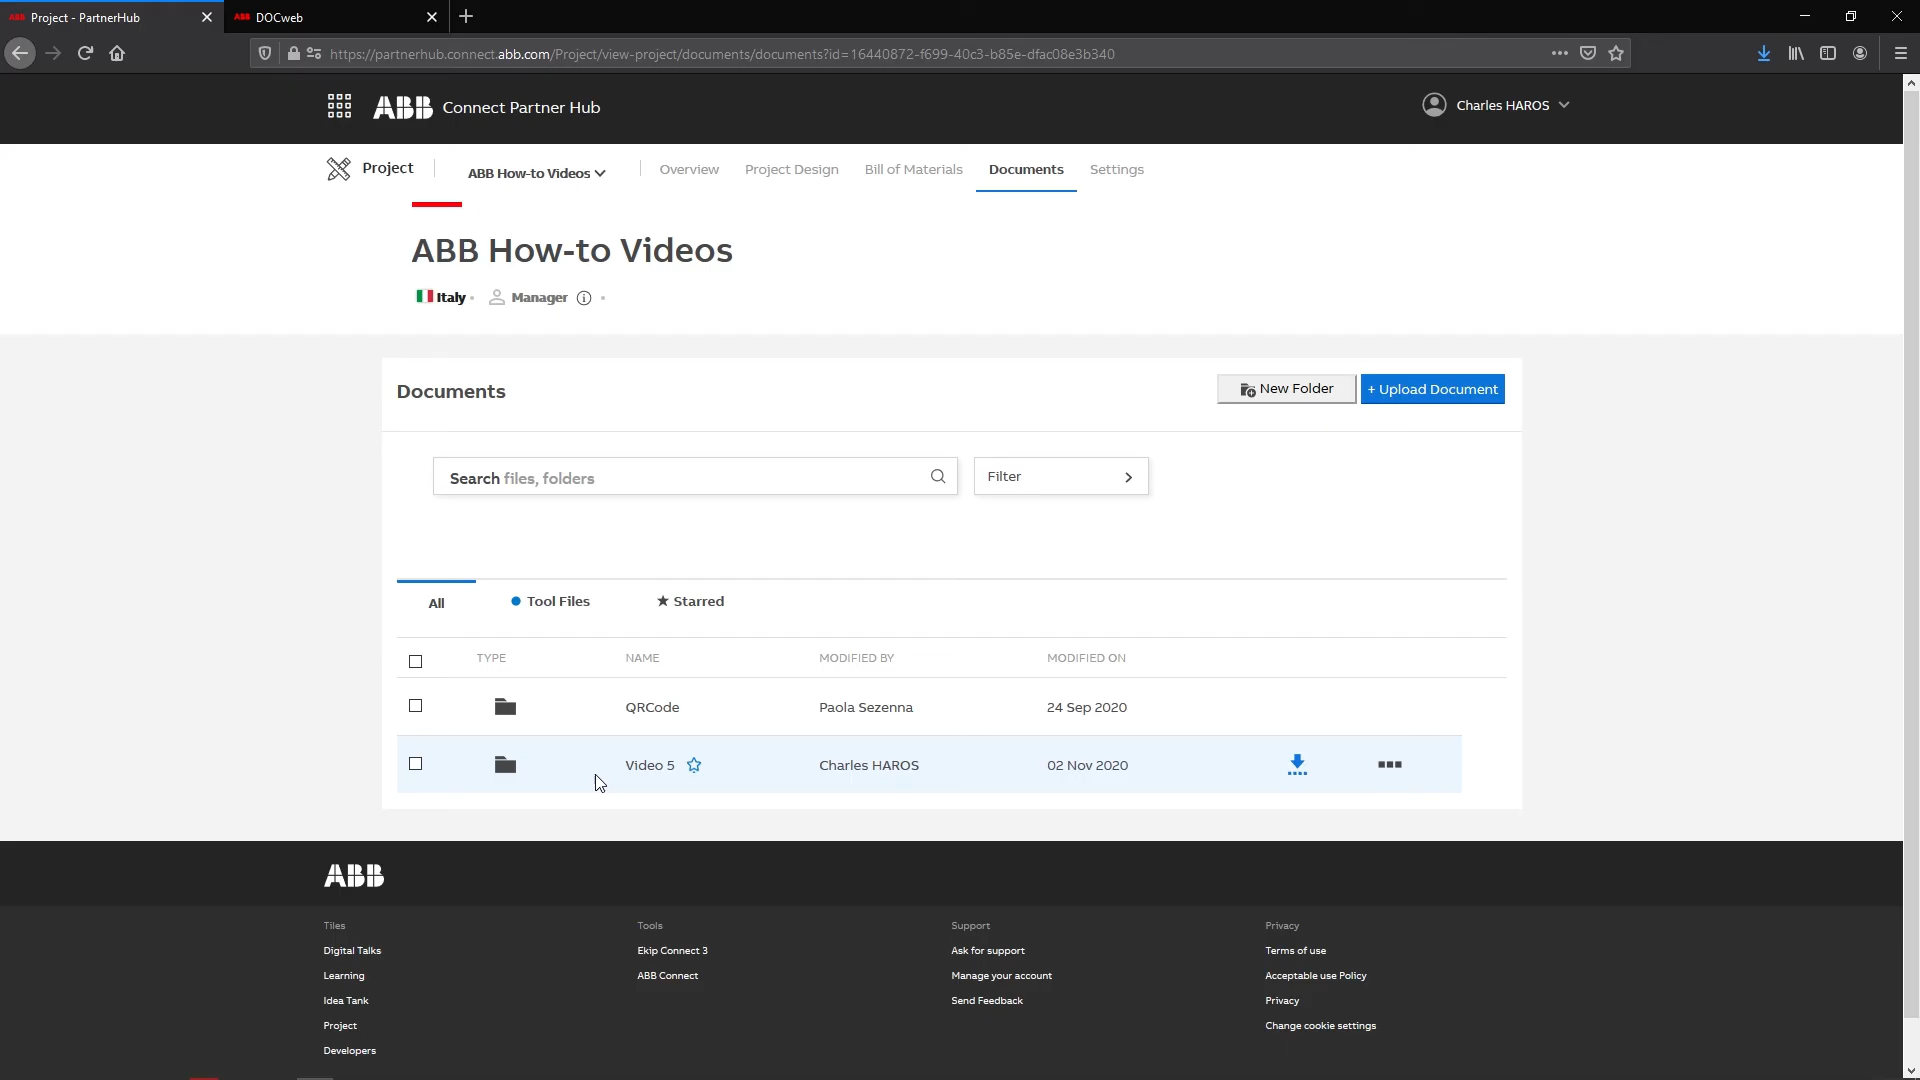 ABB Project - PartnerHub
ABB DOCweb
https://partnerhub.connect.abb.com/Project/view-project/documents/documents?id=16440872-f699-40c3-b85e-dfac08e3b340
ABB Connect Partner Hub
Charles HAROS
Project
ABB How-to Videos
Overview
Project Design
Bill of Materials
Documents
Settings
ABB How-to Videos
Italy
Manager
Documents
New Folder
+ Upload Document
Search files, folders
Filter
All
Tool Files
Starred
TYPE NAME MODIFIED BY MODIFIED ON
QRCode Paola Sezenna 24 Sep 2020
Video 5 Charles HAROS 02 Nov 2020
ABB
Tiles
Digital Talks
Learning
Idea Tank
Project
Developers
Tools
Ekip Connect 3
ABB Connect
Support
Ask for support
Manage your account
Send Feedback
Privacy
Terms of use
Acceptable use Policy
Privacy
Change cookie settings